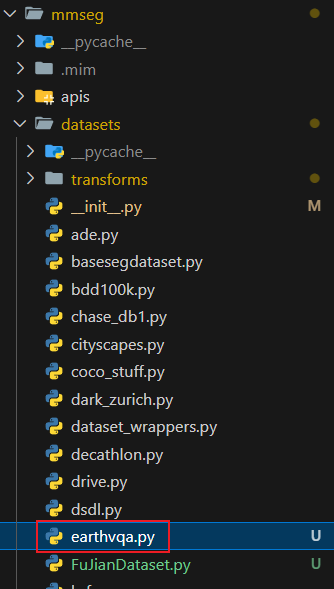 mmseg
__pycache__
.mim
apis
datasets
__pycache__
transforms
__init__.py M
ade.py
basesegdataset.py
bdd100k.py
chase_db1.py
cityscapes.py
coco_stuff.py
dark_zurich.py
dataset_wrappers.py
decathlon.py
drive.py
dsdl.py
earthvqa.py U
FuJianDataset.py U